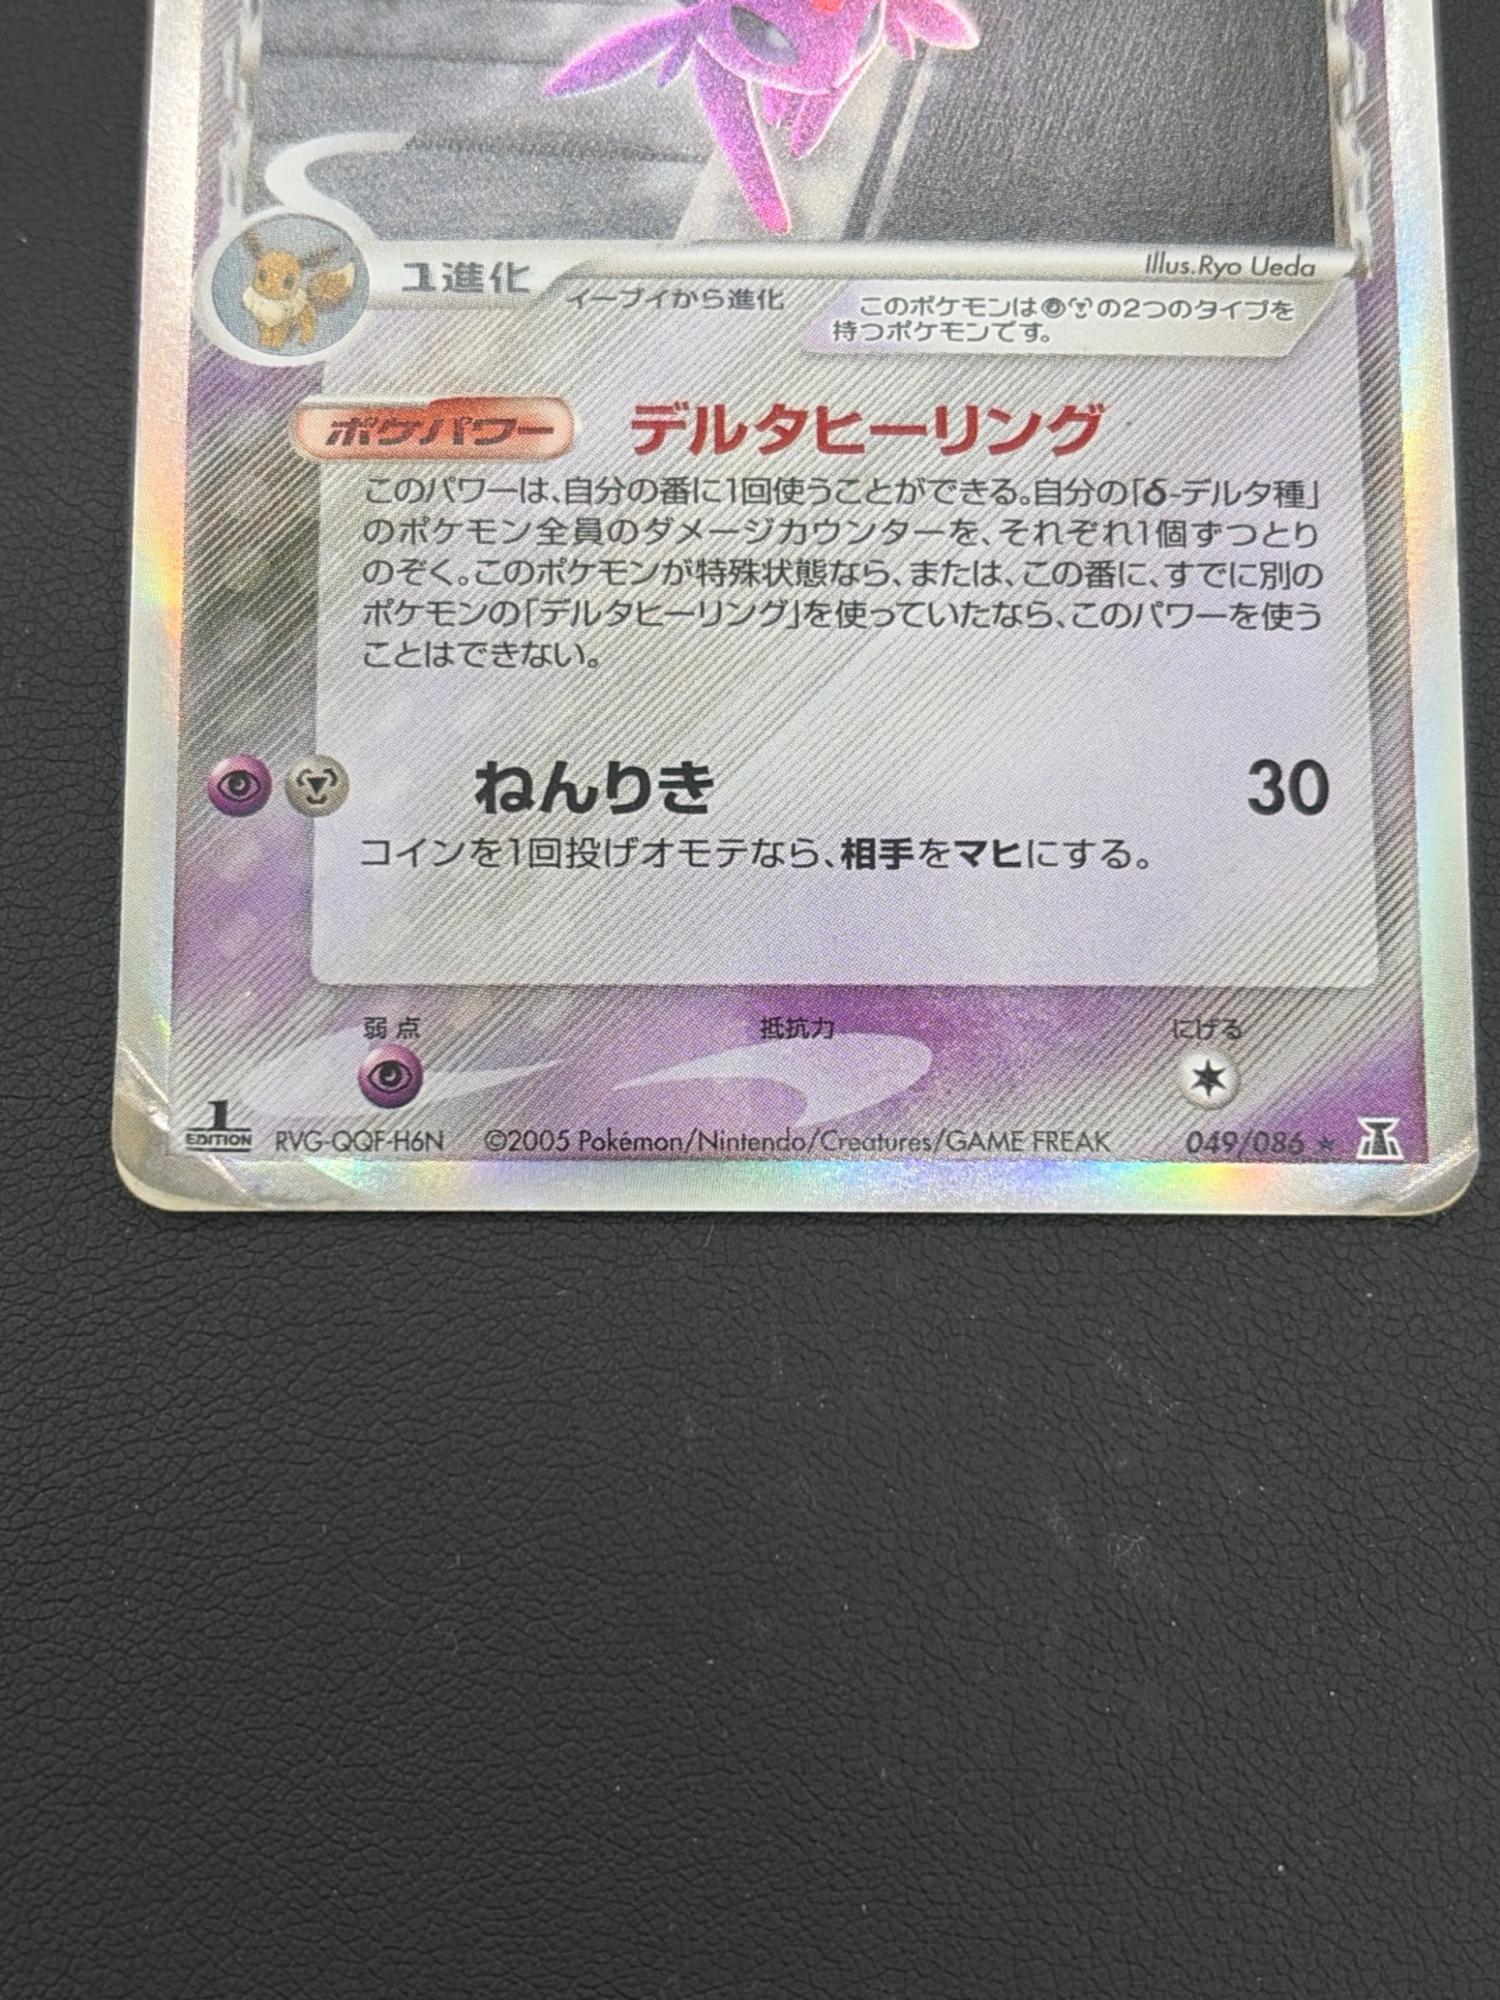 Illus.Ryo Ueda
1進化
イーブイから進化
このポケモンはの2つのタイプを
持つポケモンです。
ポケパワー
デルタヒーリング
このパワーは、自分の番に1回使うことができる。自分の「δ-デルタ種」
のポケモン全員のダメージカウンターを、それぞれ1個ずつとり
のぞく。このポケモンが特殊状態なら、または、この番に、すでに別の
ポケモンの「デルタヒーリング」を使っていたなら、このパワーを使う
ことはできない。
ねんりき 30
コインを1回投げオモテなら、相手をマヒにする。
弱点 抵抗力 にげる
1 EDITION RVG-QQF-H6N ©2005 Pokémon/Nintendo/Creatures/GAME FREAK 049/086 ★